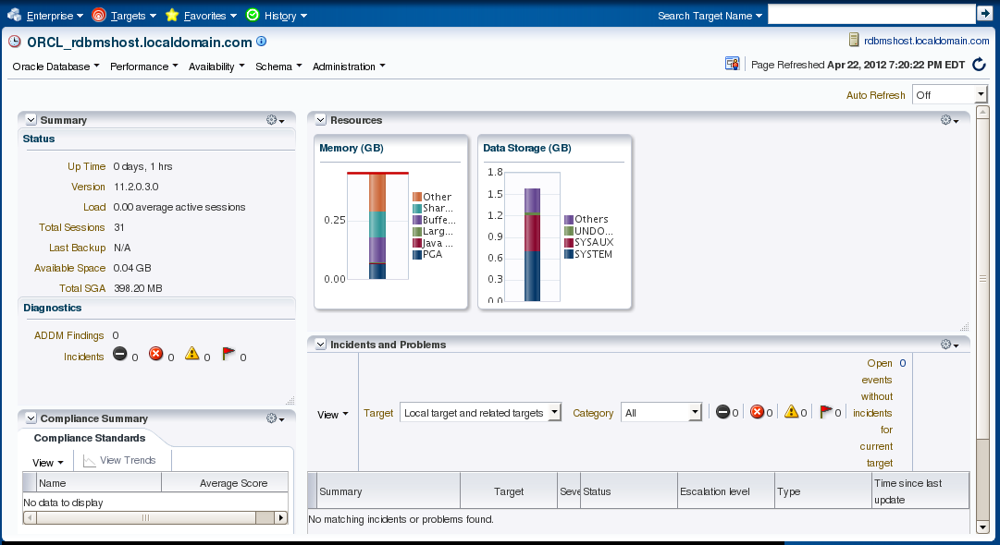 Enterprise Targets Favorites History Search Target Name
ORCL_rdbmshost.localdomain.com rdbmshost.localdomain.com
Oracle Database Performance Availability Schema Administration Page Refreshed Apr 22, 2012 7:20:22 PM EDT
Auto Refresh Off
Summary
Status
Up Time 0 days, 1 hrs
Version 11.2.0.3.0
Load 0.00 average active sessions
Total Sessions 31
Last Backup N/A
Available Space 0.04 GB
Total SGA 398.20 MB
Diagnostics
ADDM Findings 0
Incidents 0 0 0 0
Compliance Summary
Compliance Standards
View View Trends
Name Average Score
No data to display
Resources
Memory (GB)
0.25
0.00
Other
Shar...
Buffe...
Larg...
Java ...
PGA
Data Storage (GB)
1.8
1.5
1.2
0.9
0.6
0.3
0.0
Others
UNDO...
SYSAUX
SYSTEM
Incidents and Problems
View Target Local target and related targets Category All 0 0 0 0
Open 0
events
without
incidents
for
current
target
Summary Target Seve Status Escalation level Type Time since last
update
No matching incidents or problems found.